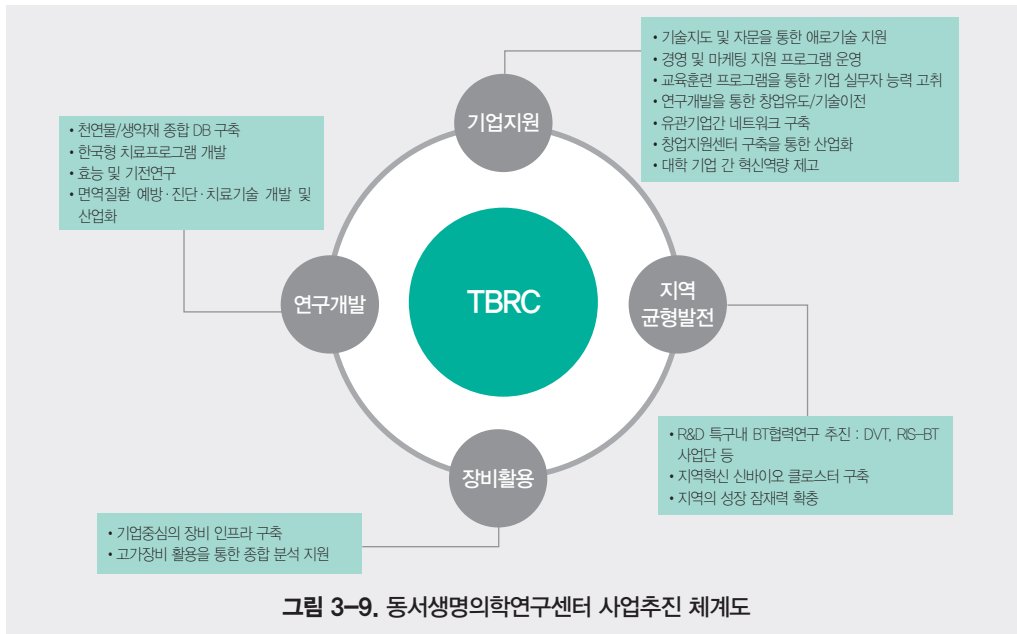 • 기술지도 및 자문을 통한 애로기술 지원
• 경영 및 마케팅 지원 프로그램 운영
• 교육훈련 프로그램을 통한 기업 실무자 능력 고취
• 연구개발을 통한 창업유도/기술이전
• 유관기업간 네트워크 구축
• 창업지원센터 구축을 통한 산업화
• 대학 기업 간 혁신역량 제고
기업지원
• 천연물/생약재 종합 DB 구축
• 한국형 치료프로그램 개발
• 효능 및 기전연구
• 면역질환 예방·진단·치료기술 개발 및
산업화
연구개발
TBRC
지역
균형발전
• R&D 특구내 BT협력연구 추진 : DVT, RIS-BT
사업단 등
• 지역혁신 신바이오 클로스터 구축
• 지역의 성장 잠재력 확충
장비활용
• 기업중심의 장비 인프라 구축
• 고가장비 활용을 통한 종합 분석 지원
그림 3-9. 동서생명의학연구센터 사업추진 체계도